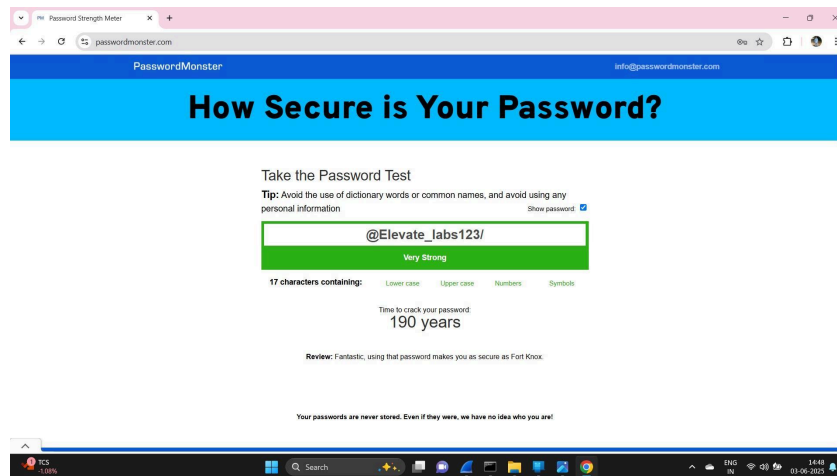 Password Strength Meter
passwordmonster.com
PasswordMonster info@passwordmonster.com
How Secure is Your Password?
Take the Password Test
Tip: Avoid the use of dictionary words or common names, and avoid using any
personal information Show password:
@Elevate_labs123/
Very Strong
17 characters containing: Lower case Upper case Numbers Symbols
Time to crack your password:
190 years
Review: Fantastic, using that password makes you as secure as Fort Knox.
Your passwords are never stored. Even if they were, we have no idea who you are!
TCS
-1.08%
Search
ENG
IN
14:48
03-06-2025